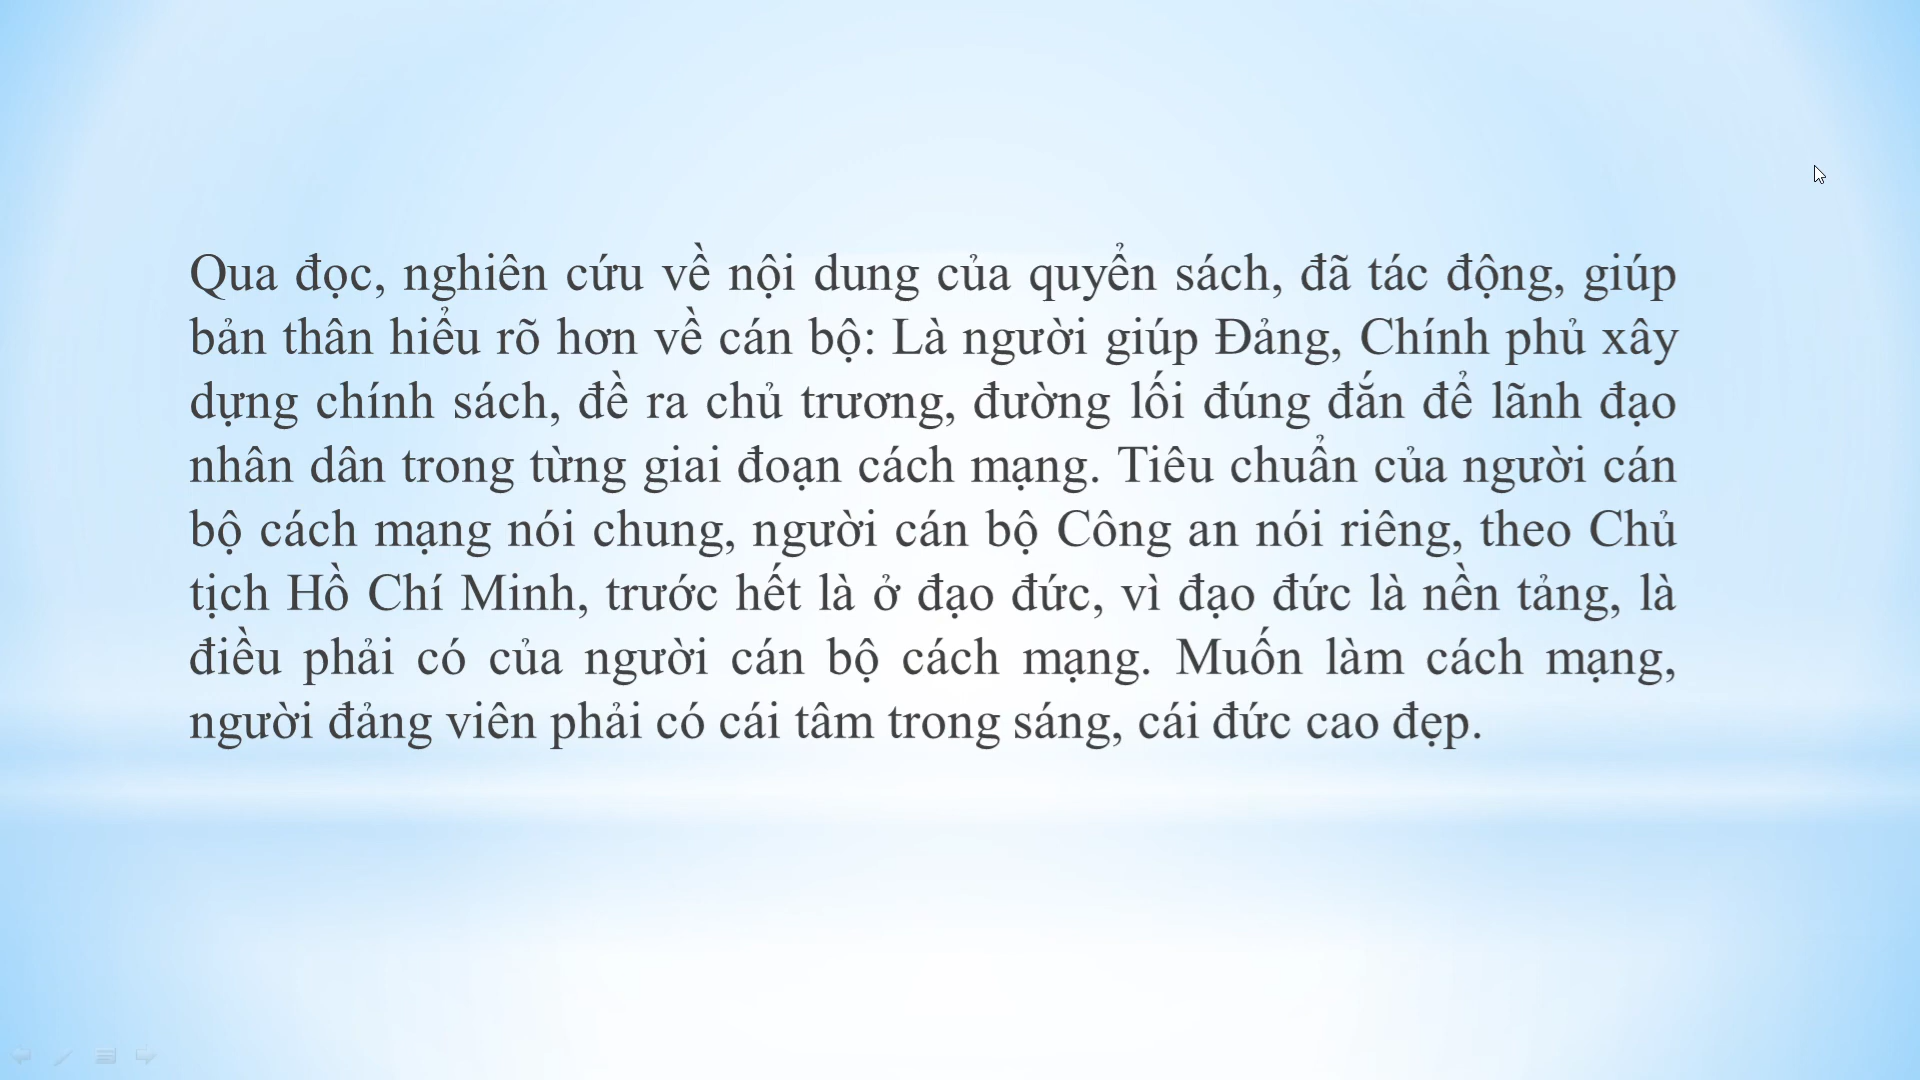 Qua đọc, nghiên cứu về nội dung của quyển sách, đã tác động, giúp
bản thân hiểu rõ hơn về cán bộ: Là người giúp Đảng, Chính phủ xây
dựng chính sách, đề ra chủ trương, đường lối đúng đắn để lãnh đạo
nhân dân trong từng giai đoạn cách mạng. Tiêu chuẩn của người cán
bộ cách mạng nói chung, người cán bộ Công an nói riêng, theo Chủ
tịch Hồ Chí Minh, trước hết là ở đạo đức, vì đạo đức là nền tảng, là
điều phải có của người cán bộ cách mạng. Muốn làm cách mạng,
người đảng viên phải có cái tâm trong sáng, cái đức cao đẹp.